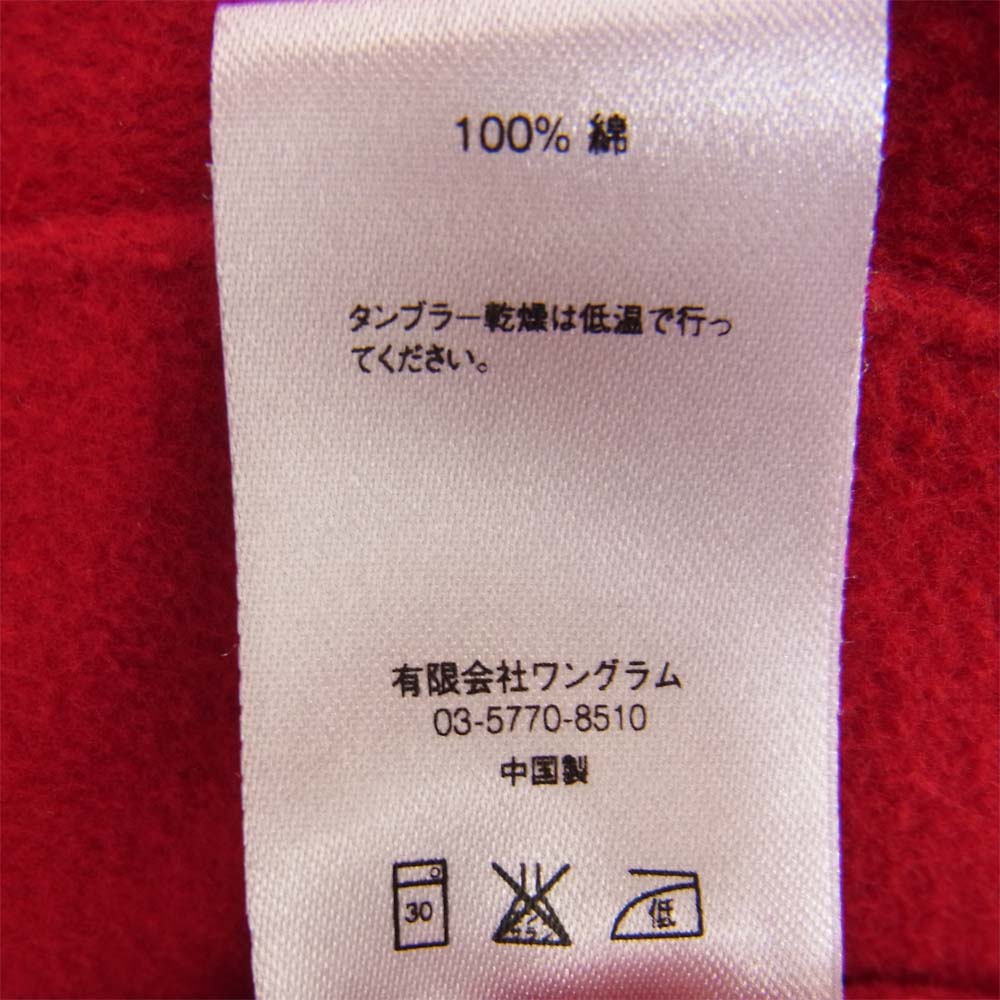 100% 綿
タンブラー乾燥は低温で行っ
てください。
有限会社ワングラム
03-5770-8510
中国製
30
低